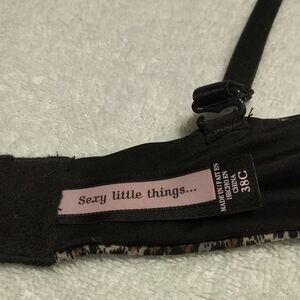 Sexy little things...
MADE IN / FAIT EN
HECHO EN
CHINA
38C